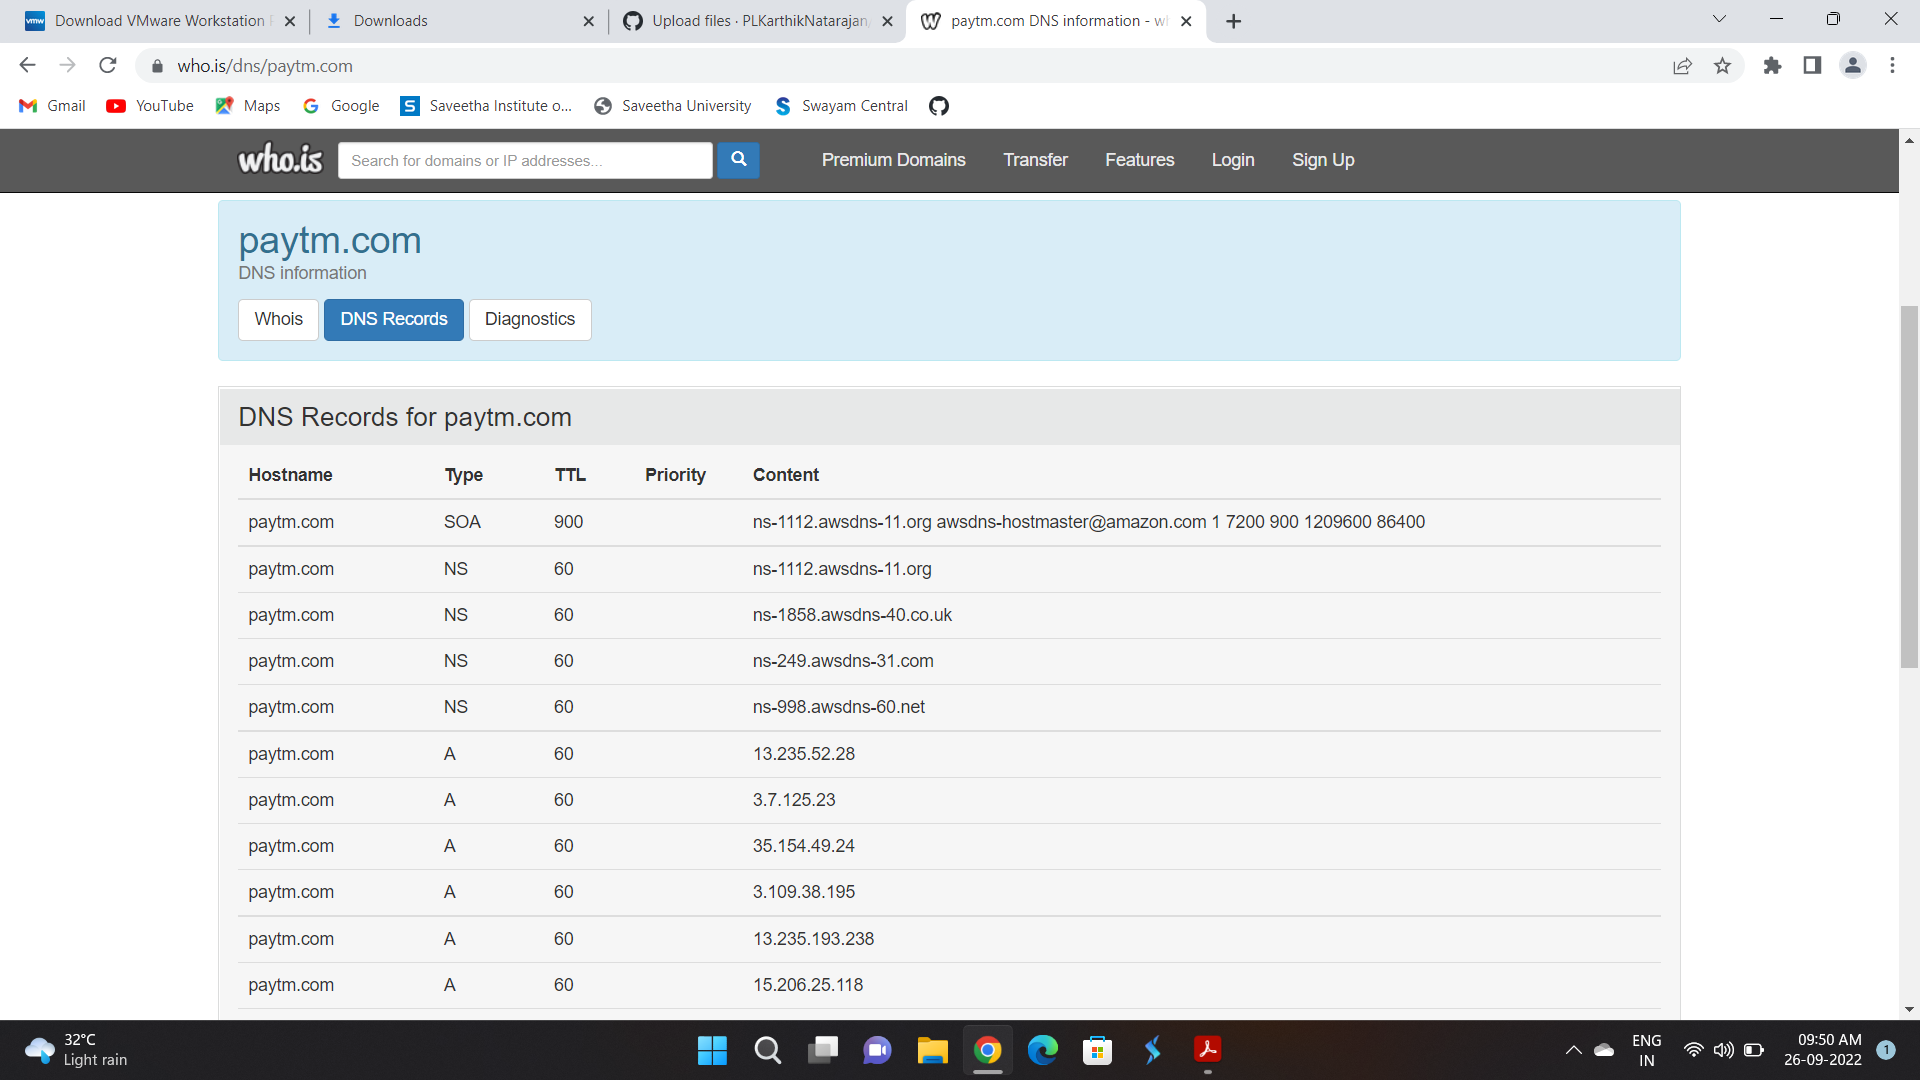 Download VMware Workstation
Downloads
Upload files · PLKarthikNatarajan
paytm.com DNS information - wh
who.is/dns/paytm.com
Gmail YouTube Maps Google Saveetha Institute o... Saveetha University Swayam Central
who.is Search for domains or IP addresses... Premium Domains Transfer Features Login Sign Up
paytm.com
DNS information
Whois DNS Records Diagnostics
DNS Records for paytm.com
Hostname Type TTL Priority Content
paytm.com SOA 900 ns-1112.awsdns-11.org awsdns-hostmaster@amazon.com 1 7200 900 1209600 86400
paytm.com NS 60 ns-1112.awsdns-11.org
paytm.com NS 60 ns-1858.awsdns-40.co.uk
paytm.com NS 60 ns-249.awsdns-31.com
paytm.com NS 60 ns-998.awsdns-60.net
paytm.com A 60 13.235.52.28
paytm.com A 60 3.7.125.23
paytm.com A 60 35.154.49.24
paytm.com A 60 3.109.38.195
paytm.com A 60 13.235.193.238
paytm.com A 60 15.206.25.118
32°C
Light rain
ENG
IN
09:50 AM
26-09-2022
1